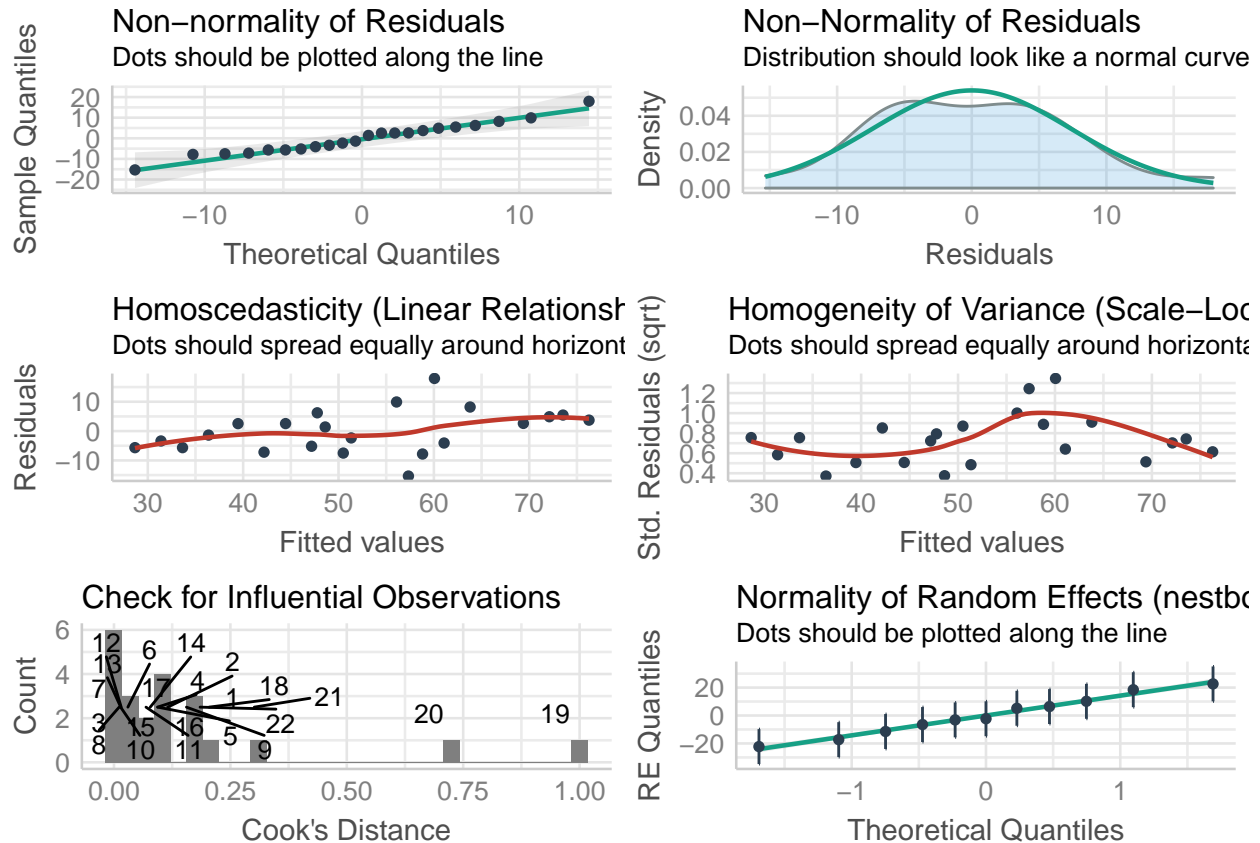 Non−normality of Residuals
Dots should be plotted along the line
Sample Quantiles
20
10
0
−10
−20
−10 0 10
Theoretical Quantiles
Non−Normality of Residuals
Distribution should look like a normal curve
Density
0.04
0.02
0.00
−10 0 10
Residuals
Homoscedasticity (Linear Relationsh
Dots should spread equally around horizont
Residuals
10
0
−10
30 40 50 60 70
Fitted values
Homogeneity of Variance (Scale−Loc
Dots should spread equally around horizonta
Std. Residuals (sqrt)
1.2
1.0
0.8
0.6
0.4
30 40 50 60 70
Fitted values
Check for Influential Observations
Count
6
4
2
0
12 6 14
13 2
7 17 4 18
1 21
3 15 16 22 20 19
8 10 11 5 9
0.00 0.25 0.50 0.75 1.00
Cook's Distance
Normality of Random Effects (nestbo
Dots should be plotted along the line
RE Quantiles
20
0
−20
−1 0 1
Theoretical Quantiles